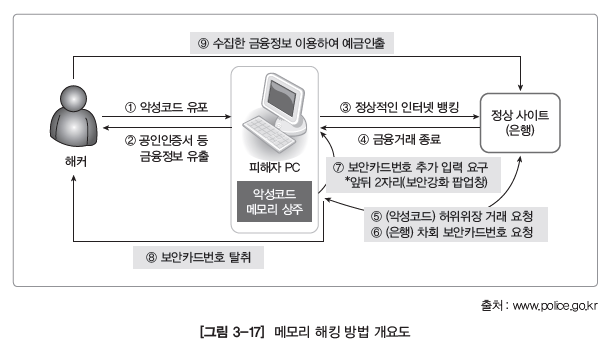 ⑨ 수집한 금융정보 이용하여 예금인출
해커
① 악성코드 유포
② 공인인증서 등
금융정보 유출
피해자 PC
악성코드
메모리 상주
③ 정상적인 인터넷 뱅킹
④ 금융거래 종료
정상 사이트
(은행)
⑦ 보안카드번호 추가 입력 요구
*앞뒤 2자리(보안강화 팝업창)
⑤ (악성코드) 허위위장 거래 요청
⑥ (은행) 차회 보안카드번호 요청
⑧ 보안카드번호 탈취
출처 : www.police.go.kr
[그림 3-17] 메모리 해킹 방법 개요도